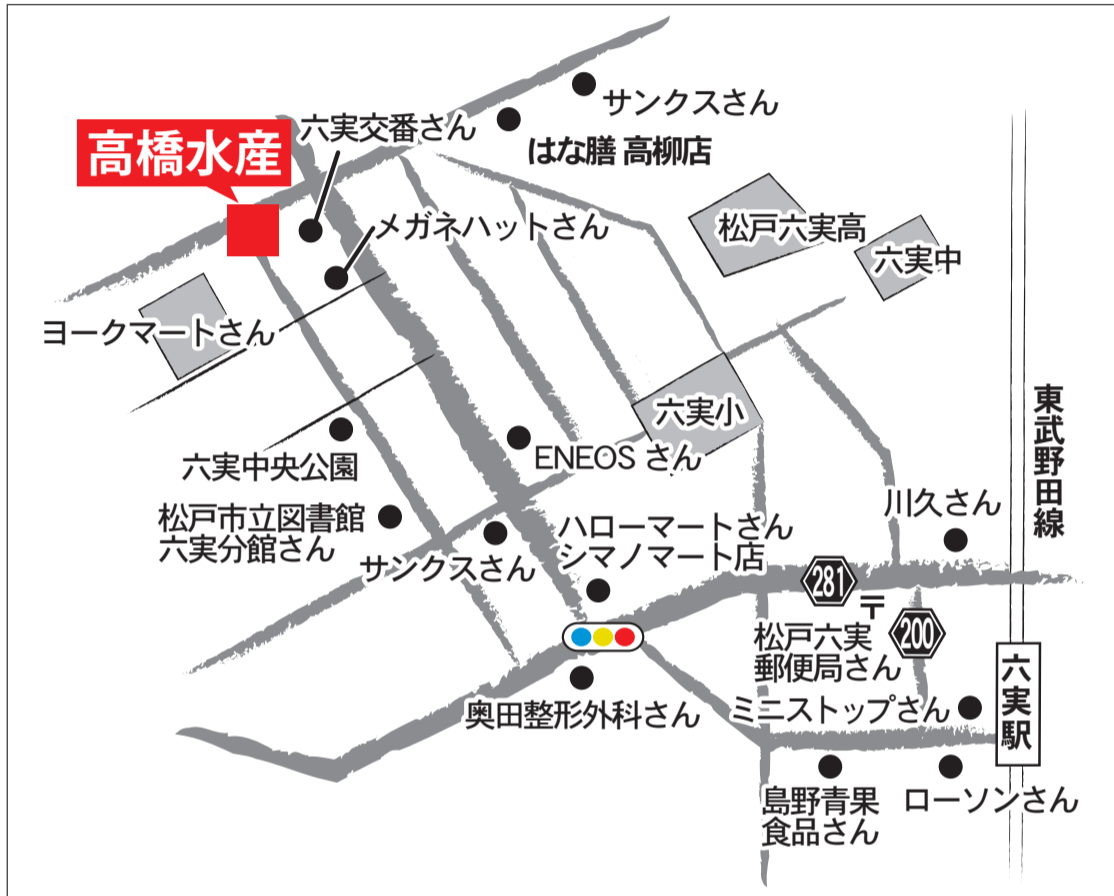 サンクスさん
六実交番さん
はな膳 高柳店
高橋水産
メガネハットさん
松戸六実高
六実中
ヨークマートさん
東武野田線
六実小
六実中央公園
ENEOS さん
川久さん
松戸市立図書館
六実分館さん
サンクスさん
ハローマートさん
シマノマート店
281
〒
200
松戸六実
郵便局さん
六実駅
奥田整形外科さん
ミニストップさん
島野青果
食品さん
ローソンさん